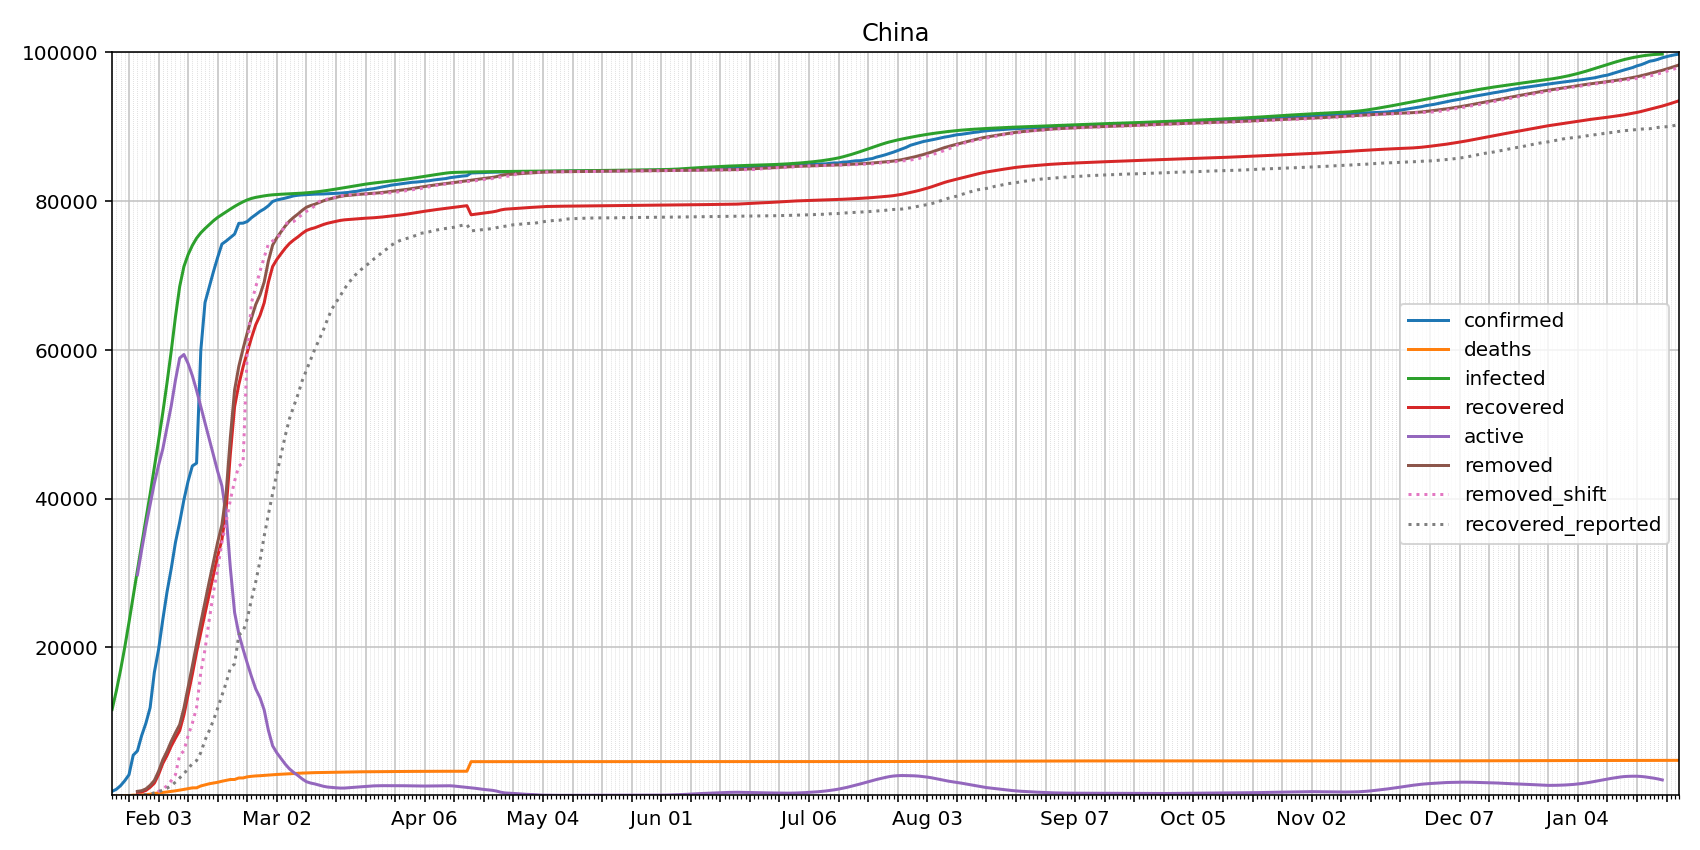 China
100000
80000
60000
40000
20000
confirmed
deaths
infected
recovered
active
removed
removed_shift
recovered_reported
Feb 03 Mar 02 Apr 06 May 04 Jun 01 Jul 06 Aug 03 Sep 07 Oct 05 Nov 02 Dec 07 Jan 04